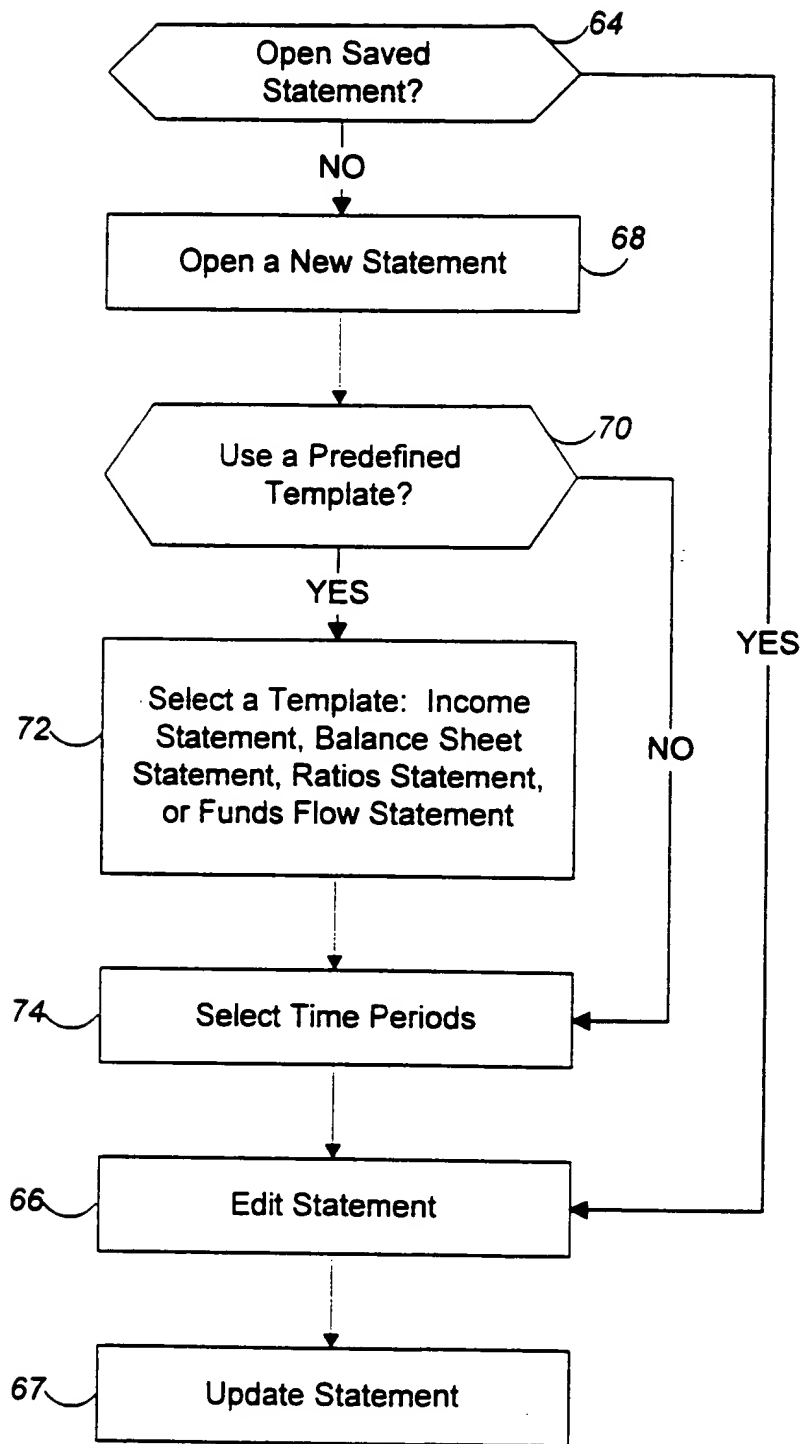 64
Open Saved
Statement?
NO
68
Open a New Statement
70
Use a Predefined
Template?
YES
YES
72
Select a Template: Income
Statement, Balance Sheet
Statement, Ratios Statement,
or Funds Flow Statement
NO
74
Select Time Periods
66
Edit Statement
67
Update Statement